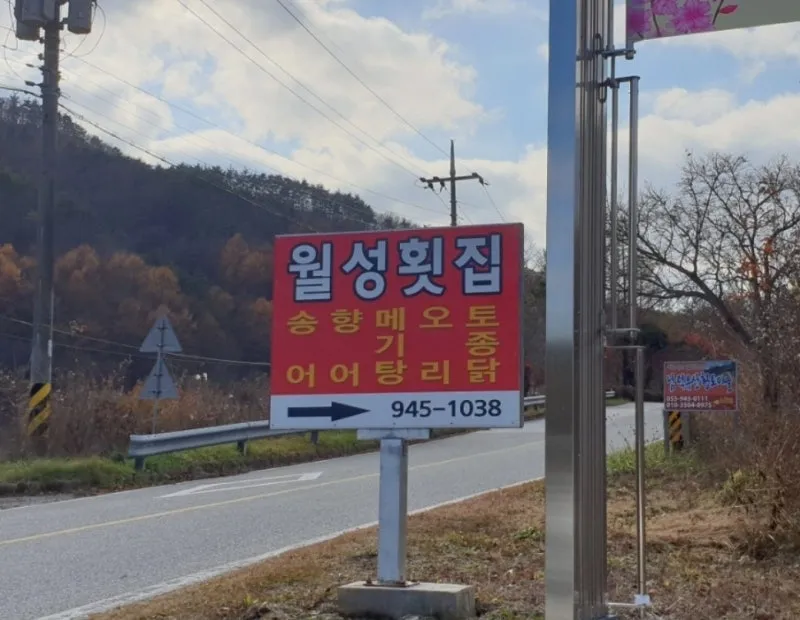 월성횟집
송어
향어
메기탕
오리
토종닭
945-1038